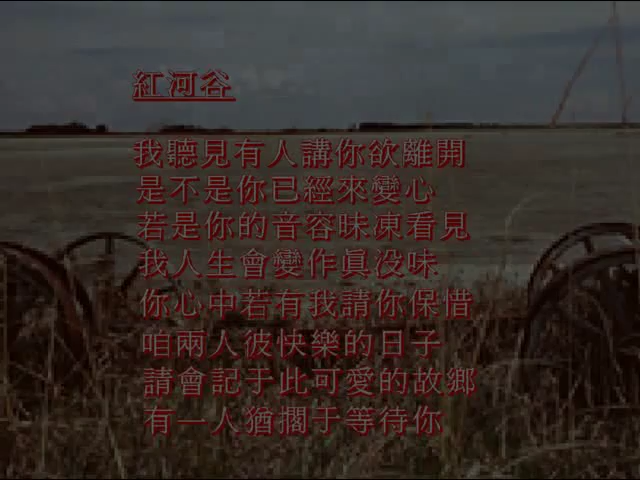 紅河谷
我聽見有人講你欲離開
是不是你已經來變心
若是你的音容昧凍看見
我人生會變作眞没味
你心中若有我請你保惜
咱兩人彼快樂的日子
請會記于此可愛的故鄉
有一人猶擱于等待你